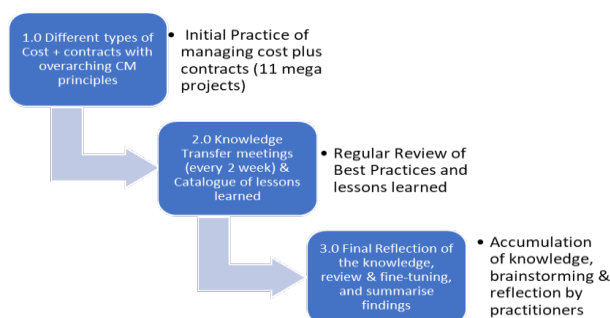 1.0 Different types of
Cost + contracts with
overarching CM
principles
• Initial Practice of
managing cost plus
contracts (11 mega
projects)
2.0 Knowledge
Transfer meetings
(every 2 week) &
Catalogue of lessons
learned
• Regular Review of
Best Practices and
lessons learned
3.0 Final Reflection of
the knowledge,
review & fine-tuning,
and summarise
findings
• Accumulation
of knowledge,
brainstorming &
reflection by
practitioners